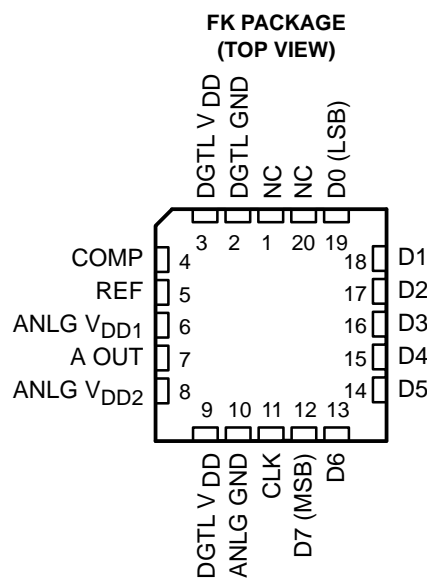 FK PACKAGE
(TOP VIEW)
DGTL VDD
DGTL GND
NC
NC
D0 (LSB)
3 2 1 20 19
COMP 4
REF 5
ANLG VDD1 6
A OUT 7
ANLG VDD2 8
18 D1
17 D2
16 D3
15 D4
14 D5
9 10 11 12 13
DGTL VDD
ANLG GND
CLK
D7 (MSB)
D6